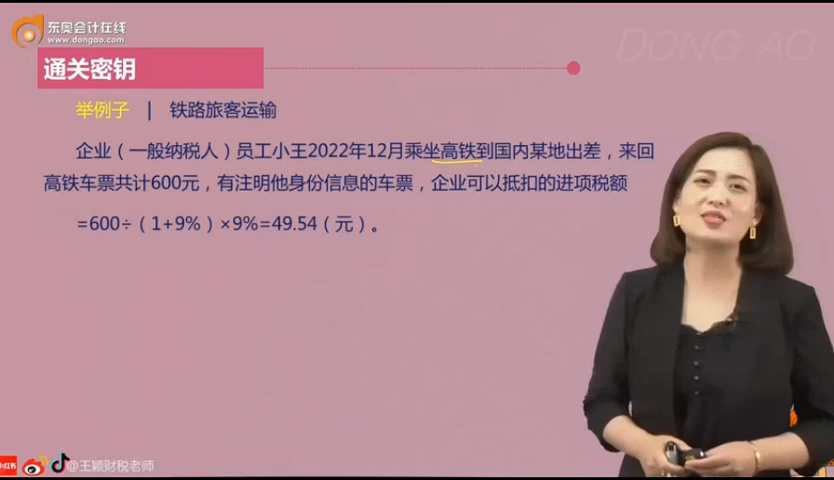 东奥会计在线
www.dongao.com
DONG AO
通关密钥
举例子 | 铁路旅客运输
企业（一般纳税人）员工小王2022年12月乘坐高铁到国内某地出差，来回
高铁车票共计600元，有注明他身份信息的车票，企业可以抵扣的进项税额
=600÷（1+9%）×9%=49.54（元）。
小红书 @王颖财税老师